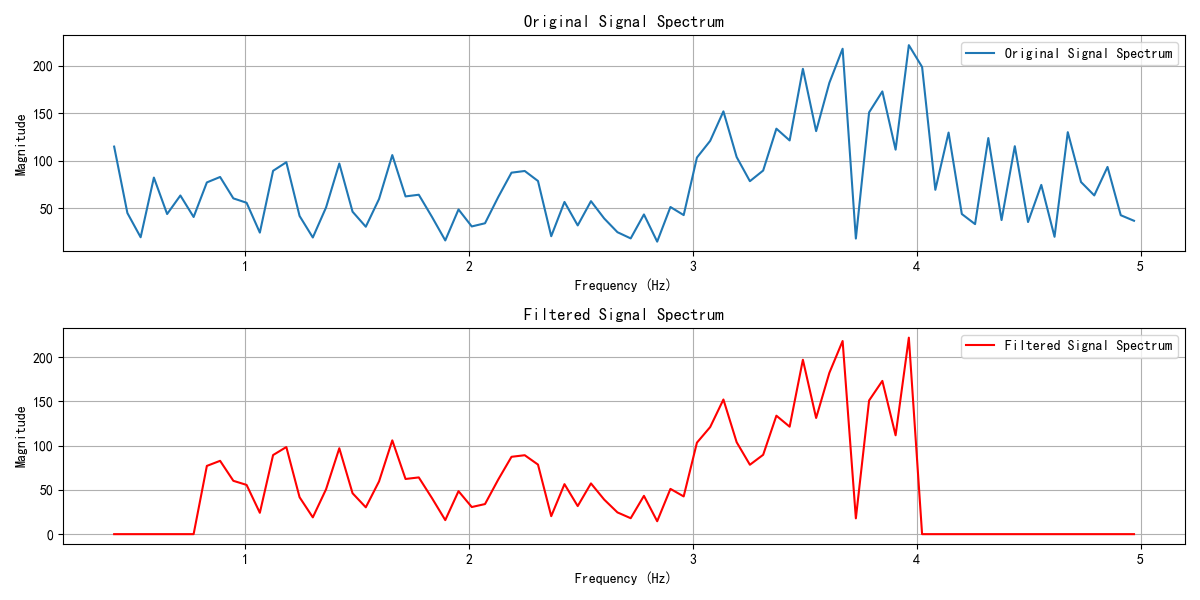 Original Signal Spectrum
Original Signal Spectrum
200
150
100
50
Magnitude
1 2 3 4 5
Frequency (Hz)
Filtered Signal Spectrum
Filtered Signal Spectrum
200
150
100
50
0
Magnitude
1 2 3 4 5
Frequency (Hz)